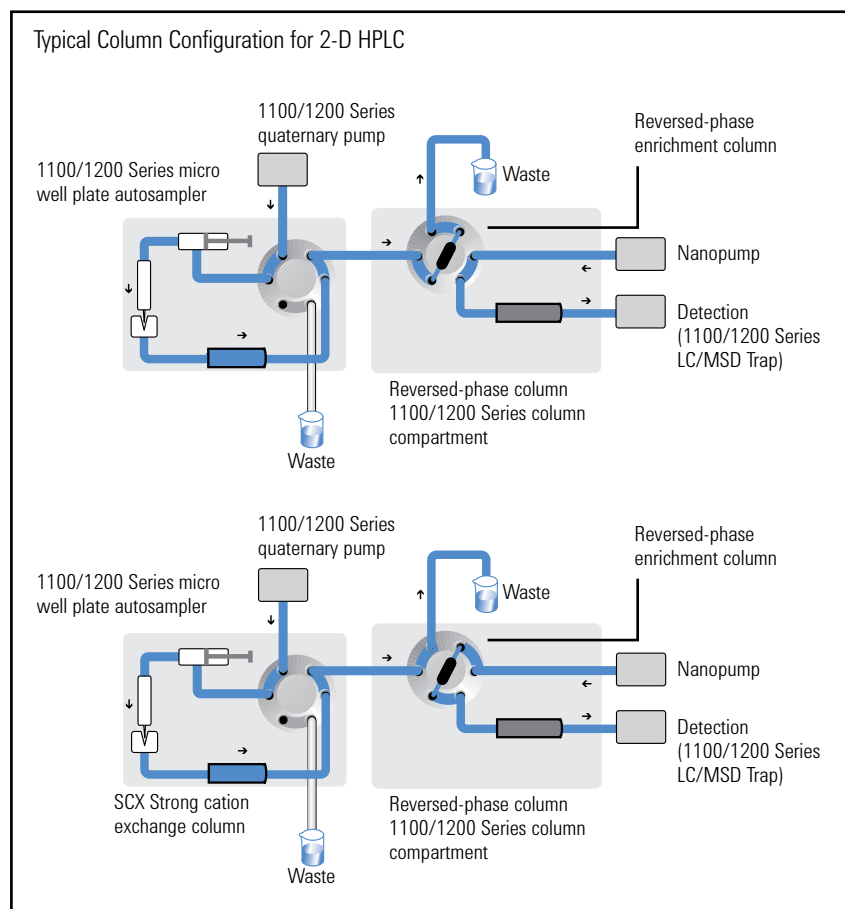 Typical Column Configuration for 2-D HPLC
1100/1200 Series
quaternary pump
Reversed-phase
enrichment column
1100/1200 Series micro
well plate autosampler
Waste
Nanopump
Detection
(1100/1200 Series
LC/MSD Trap)
Reversed-phase column
1100/1200 Series column
compartment
Waste
1100/1200 Series
quaternary pump
Reversed-phase
enrichment column
1100/1200 Series micro
well plate autosampler
Waste
Nanopump
Detection
(1100/1200 Series
LC/MSD Trap)
SCX Strong cation
exchange column
Reversed-phase column
1100/1200 Series column
compartment
Waste